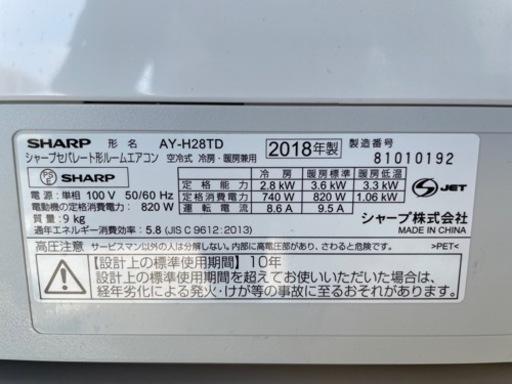 SHARP 形名 AY-H28TD 2018年製 製造番号
シャープセパレート形ルームエアコン 空冷式 冷房・暖房兼用 81010192
PS E
電源:単相 100 V 50/60 Hz
電動機の定格消費電力: 820 W
質量:9 kg
冷房 暖房標準 暖房低温
定格能力 2.8 kW 3.6 kW 3.3 kW
定格消費電力 740 W 820 W 1.06 kW
運転電流 8.6 A 9.5 A
S JET
通年エネルギー消費効率: 5.8 (JIS C 9612:2013)
シャープ株式会社
MADE IN CHINA
高圧注意 サービスマン以外の人は分解しない。内部に高電圧部があり、さわると危険です。 >PET<
【設計上の標準使用期間】10年
設計上の標準使用期間を超えてお使いいただいた場合は、
経年劣化による発火・けが等の事故に至るおそれがあります。